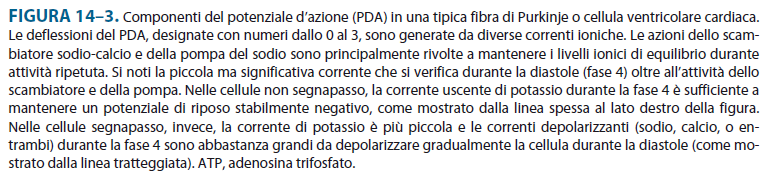 FIGURA 14–3. Componenti del potenziale d’azione (PDA) in una tipica fibra di Purkinje o cellula ventricolare cardiaca.
Le deflessioni del PDA, designate con numeri dallo 0 al 3, sono generate da diverse correnti ioniche. Le azioni dello scam-
biatore sodio-calcio e della pompa del sodio sono principalmente rivolte a mantenere i livelli ionici di equilibrio durante
attività ripetuta. Si noti la piccola ma significativa corrente che si verifica durante la diastole (fase 4) oltre all’attività dello
scambiatore e della pompa. Nelle cellule non segnapasso, la corrente uscente di potassio durante la fase 4 è sufficiente a
mantenere un potenziale di riposo stabilmente negativo, come mostrato dalla linea spessa al lato destro della figura.
Nelle cellule segnapasso, invece, la corrente di potassio è più piccola e le correnti depolarizzanti (sodio, calcio, o en-
trambi) durante la fase 4 sono abbastanza grandi da depolarizzare gradualmente la cellula durante la diastole (come mo-
strato dalla linea tratteggiata). ATP, adenosina trifosfato.